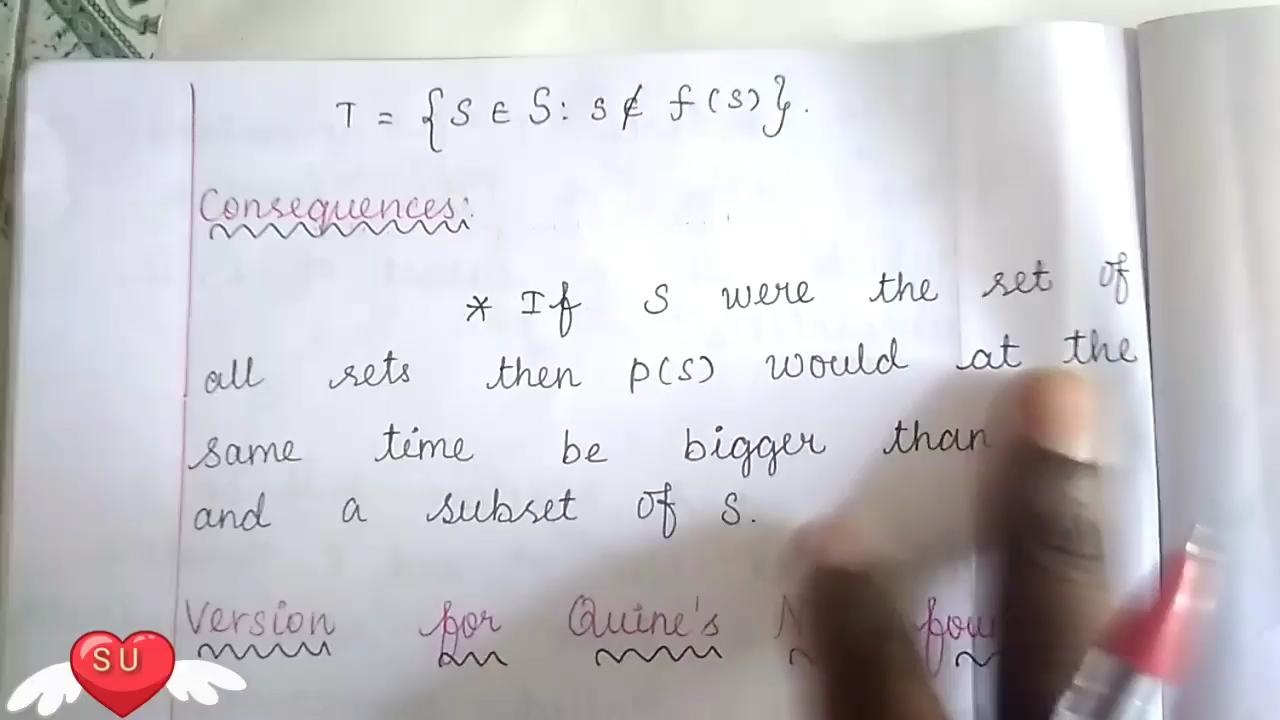 T = {s ∈ S: s ∉ f(s)}.
Consequences:
* If S were the set of
all sets then P(S) would at the
same time be bigger than
and a subset of S.
Version for Quine's
SU